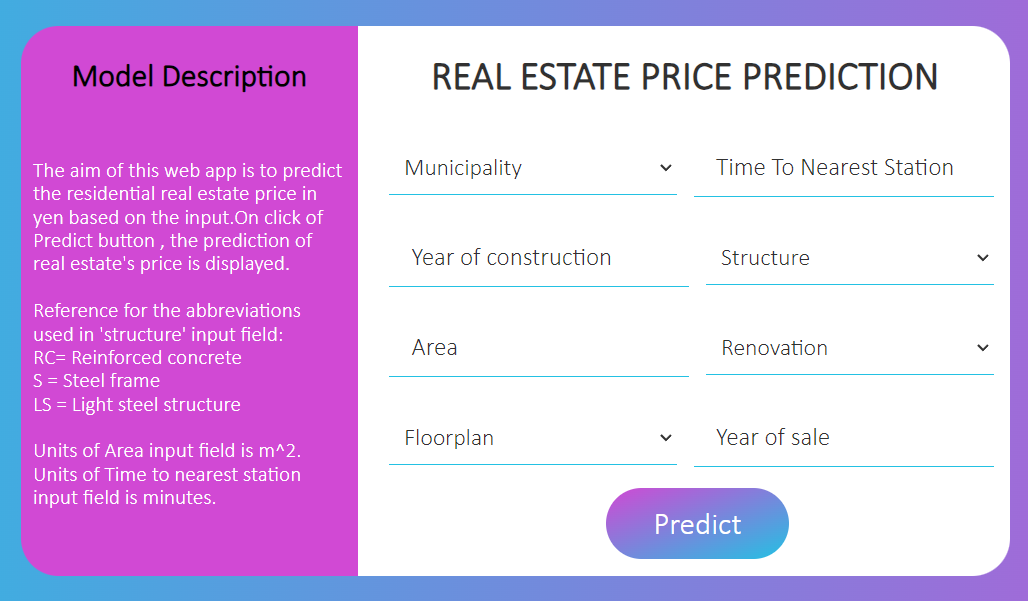 Model Description
The aim of this web app is to predict
the residential real estate price in
yen based on the input.On click of
Predict button , the prediction of
real estate's price is displayed.
Reference for the abbreviations
used in 'structure' input field:
RC= Reinforced concrete
S = Steel frame
LS = Light steel structure
Units of Area input field is m^2.
Units of Time to nearest station
input field is minutes.
REAL ESTATE PRICE PREDICTION
Municipality
Time To Nearest Station
Year of construction
Structure
Area
Renovation
Floorplan
Year of sale
Predict